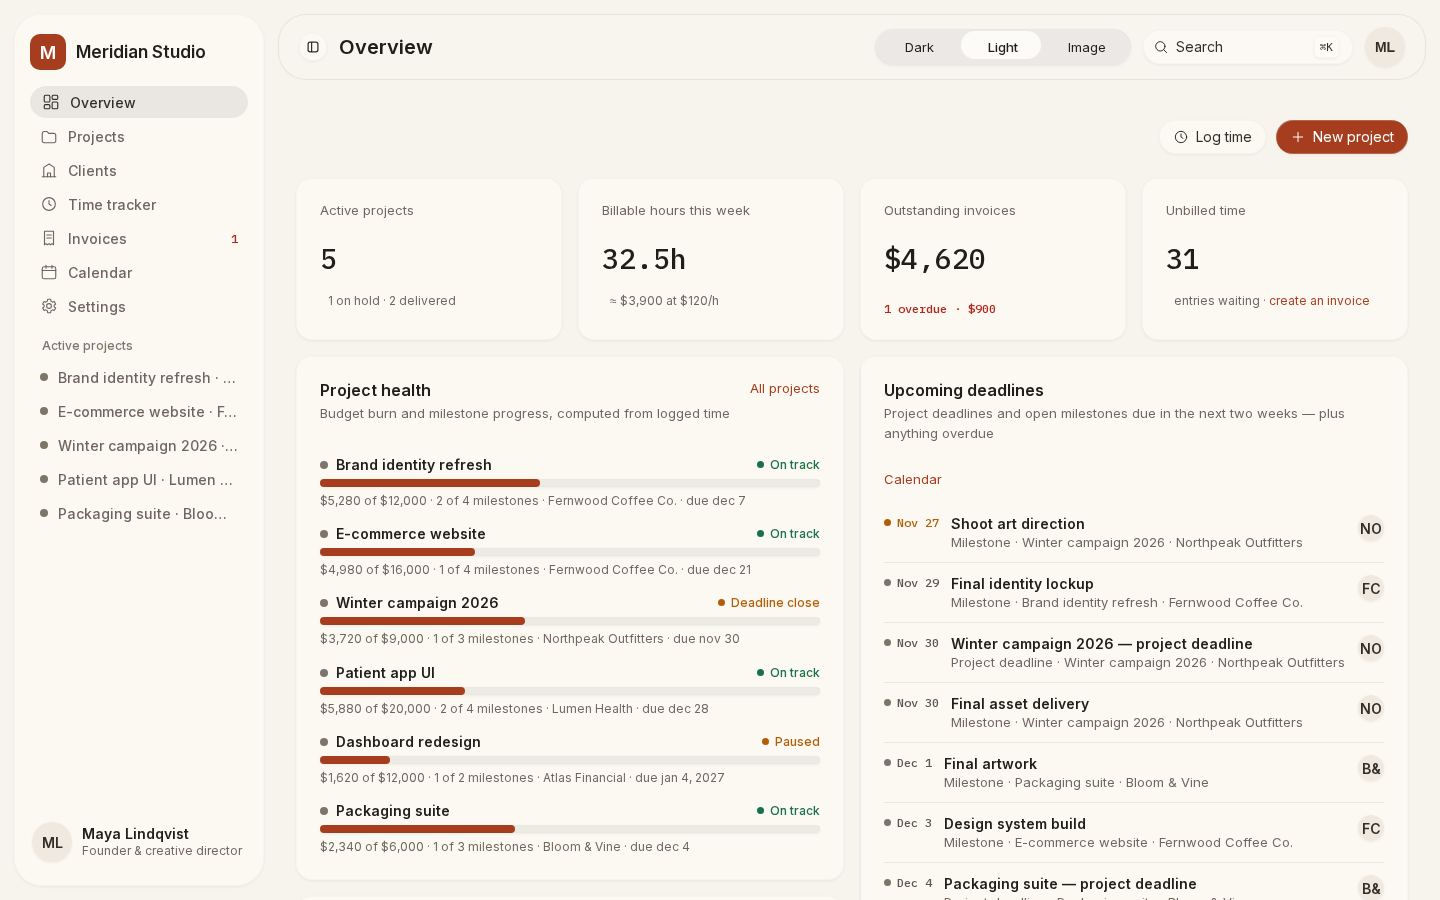 M Meridian Studio
Overview
Projects
Clients
Time tracker
Invoices 1
Calendar
Settings
Active projects
Brand identity refresh · …
E-commerce website · F…
Winter campaign 2026 ·…
Patient app UI · Lumen …
Packaging suite · Bloo…
ML Maya Lindqvist
Founder & creative director
Overview
Dark Light Image
Search ⌘K
ML
Log time
New project
Active projects
5
1 on hold · 2 delivered
Billable hours this week
32.5h
≈ $3,900 at $120/h
Outstanding invoices
$4,620
1 overdue · $900
Unbilled time
31
entries waiting · create an invoice
Project health
All projects
Budget burn and milestone progress, computed from logged time
Brand identity refresh On track
$5,280 of $12,000 · 2 of 4 milestones · Fernwood Coffee Co. · due dec 7
E-commerce website On track
$4,980 of $16,000 · 1 of 4 milestones · Fernwood Coffee Co. · due dec 21
Winter campaign 2026 Deadline close
$3,720 of $9,000 · 1 of 3 milestones · Northpeak Outfitters · due nov 30
Patient app UI On track
$5,880 of $20,000 · 2 of 4 milestones · Lumen Health · due dec 28
Dashboard redesign Paused
$1,620 of $12,000 · 1 of 2 milestones · Atlas Financial · due jan 4, 2027
Packaging suite On track
$2,340 of $6,000 · 1 of 3 milestones · Bloom & Vine · due dec 4
Upcoming deadlines
Project deadlines and open milestones due in the next two weeks — plus
anything overdue
Calendar
Nov 27 Shoot art direction NO
Milestone · Winter campaign 2026 · Northpeak Outfitters
Nov 29 Final identity lockup FC
Milestone · Brand identity refresh · Fernwood Coffee Co.
Nov 30 Winter campaign 2026 — project deadline NO
Project deadline · Winter campaign 2026 · Northpeak Outfitters
Nov 30 Final asset delivery NO
Milestone · Winter campaign 2026 · Northpeak Outfitters
Dec 1 Final artwork B&
Milestone · Packaging suite · Bloom & Vine
Dec 3 Design system build FC
Milestone · E-commerce website · Fernwood Coffee Co.
Dec 4 Packaging suite — project deadline B&